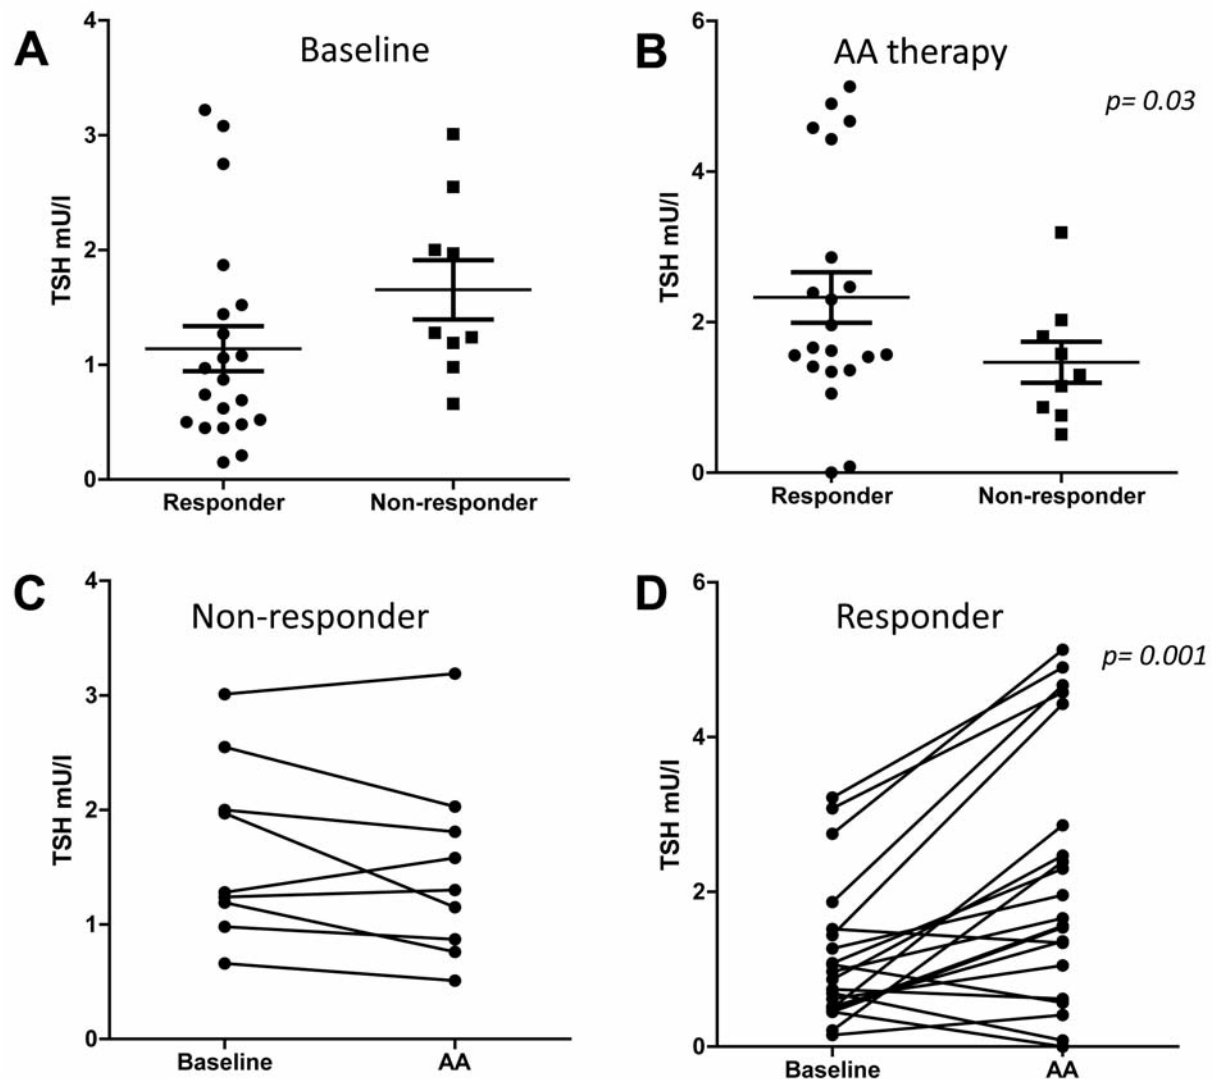 A
Baseline
4
3
2
1
0
TSH mU/l
Responder
Non-responder
B
AA therapy
p= 0.03
6
4
2
0
TSH mU/l
Responder
Non-responder
C
Non-responder
4
3
2
1
0
TSH mU/l
Baseline
AA
D
Responder
p= 0.001
6
4
2
0
TSH mU/l
Baseline
AA